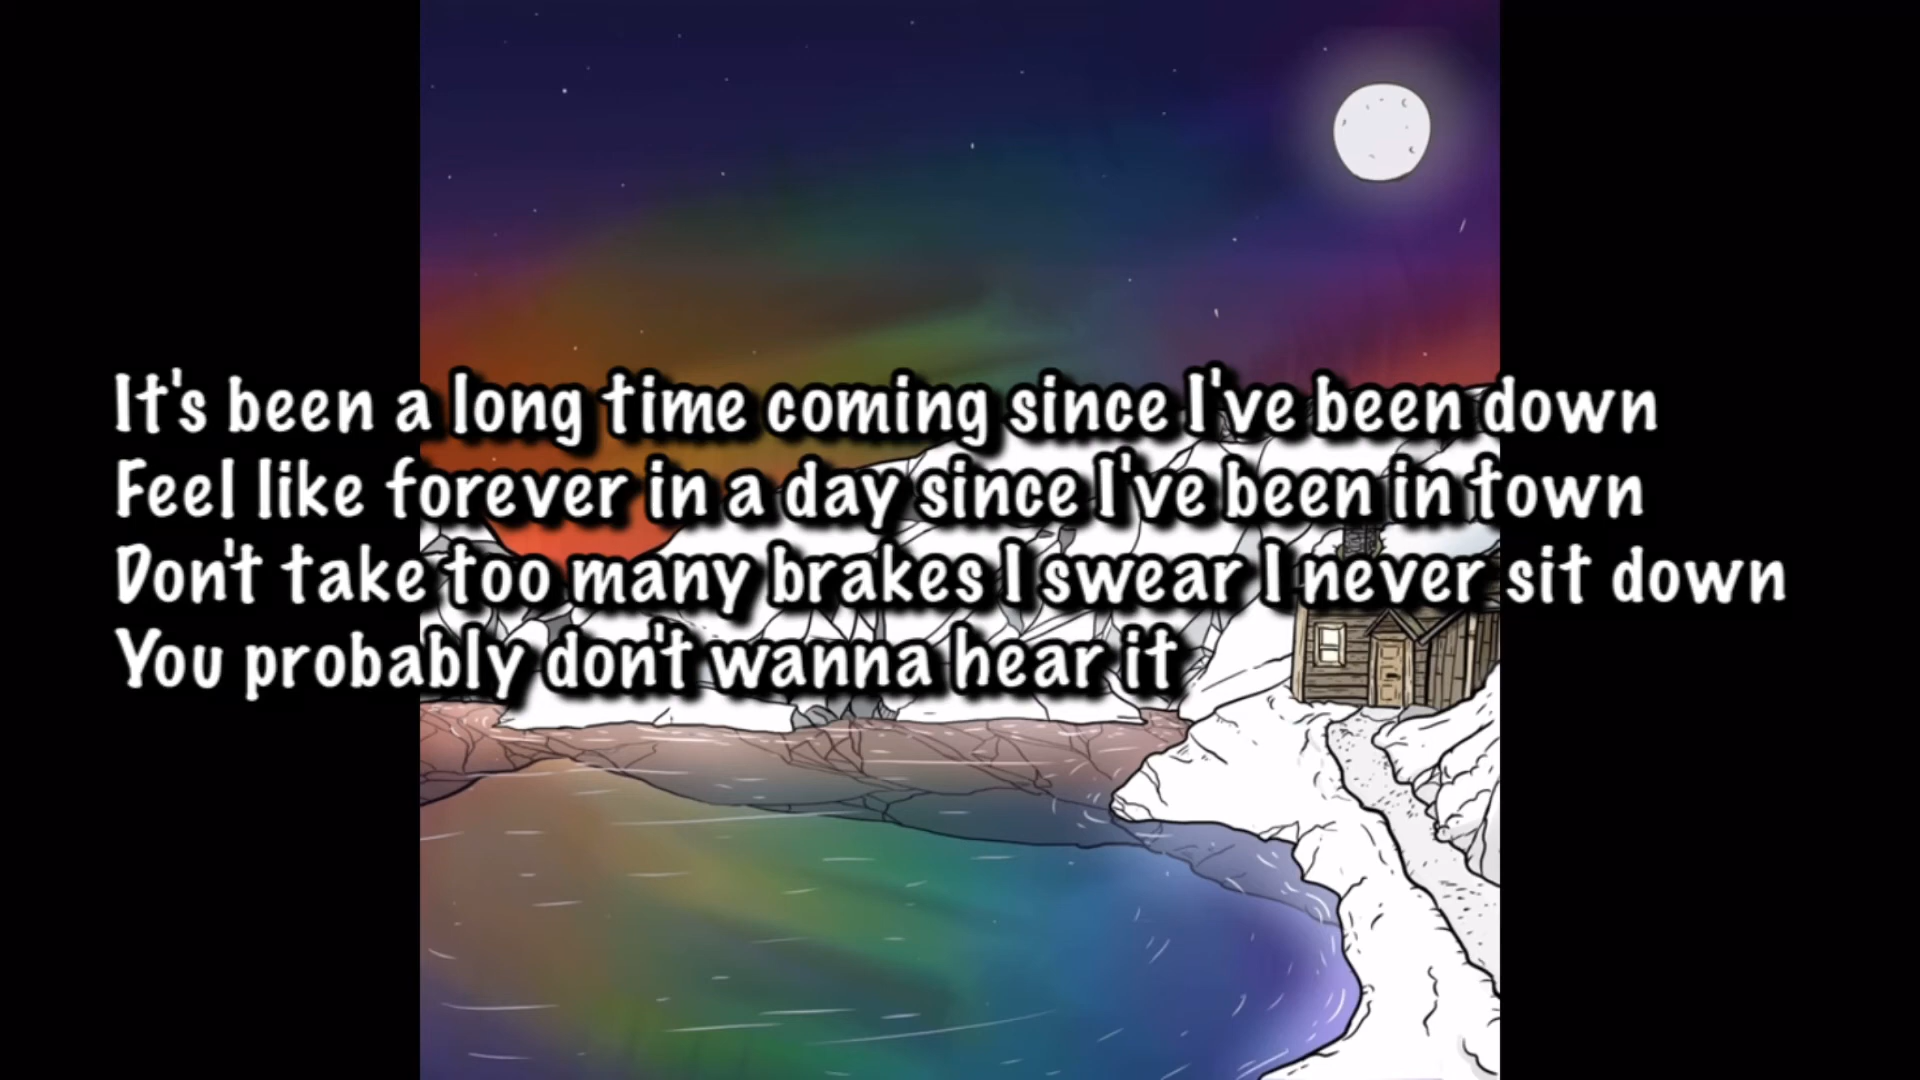 It's been a long time coming since I've been down
Feel like forever in a day since I've been in town
Don't take too many brakes I swear I never sit down
You probably don't wanna hear it